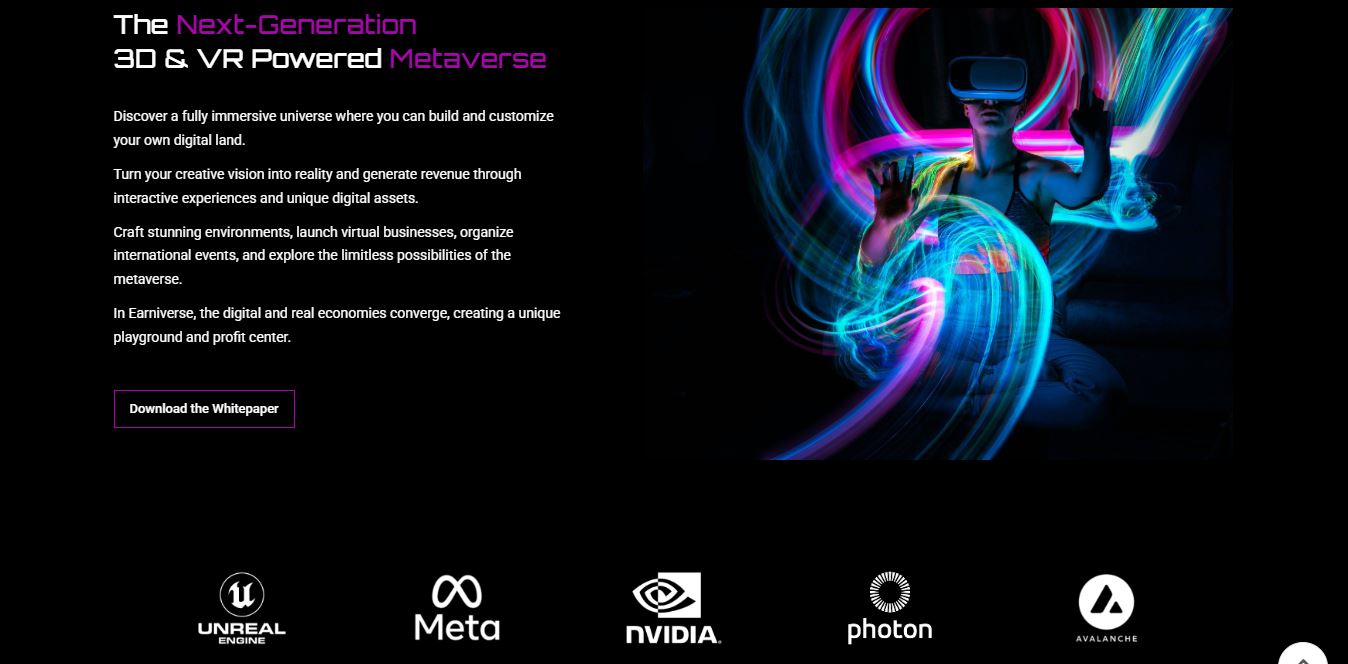 The Next-Generation
3D & VR Powered Metaverse
Discover a fully immersive universe where you can build and customize
your own digital land.
Turn your creative vision into reality and generate revenue through
interactive experiences and unique digital assets.
Craft stunning environments, launch virtual businesses, organize
international events, and explore the limitless possibilities of the
metaverse.
In Earniverse, the digital and real economies converge, creating a unique
playground and profit center.
Download the Whitepaper
UNREAL
ENGINE
Meta
NVIDIA
photon
AVALANCHE